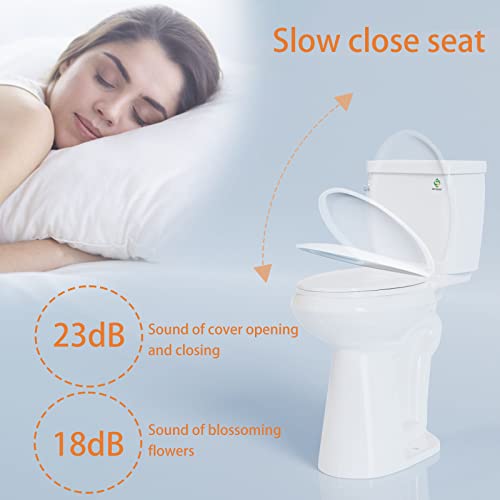 Slow close seat
23dB
Sound of cover opening
and closing
18dB
Sound of blossoming
flowers